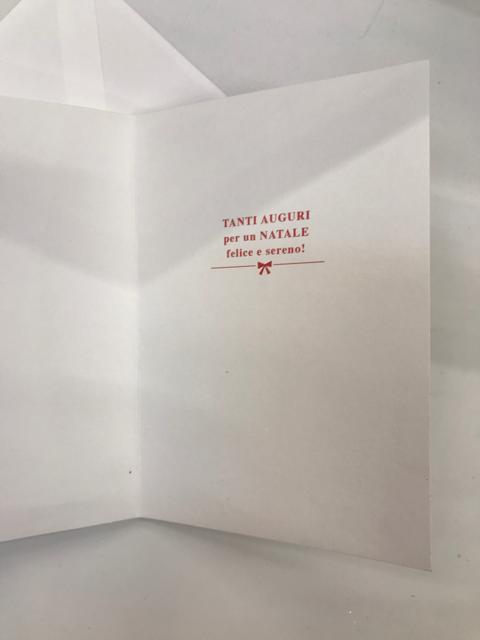 TANTI AUGURI
per un NATALE
felice e sereno!